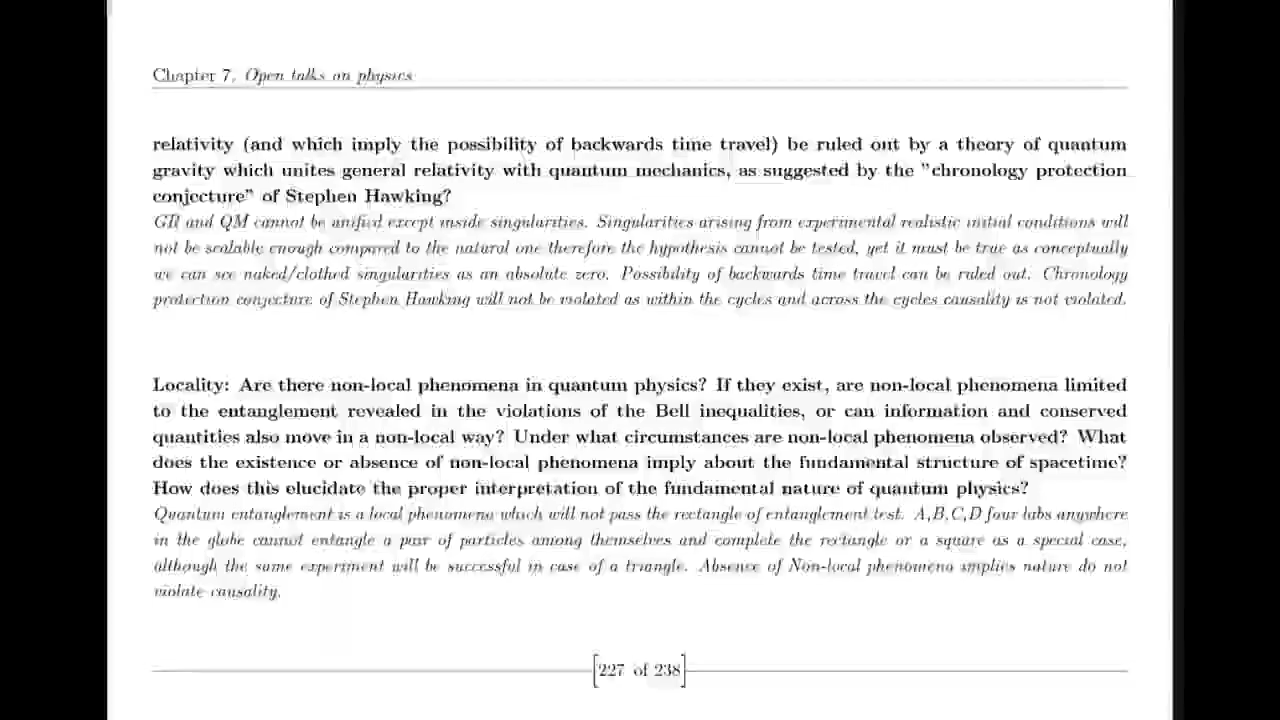 Chapter 7. Open talks on physics
relativity (and which imply the possibility of backwards time travel) be ruled out by a theory of quantum
gravity which unites general relativity with quantum mechanics, as suggested by the "chronology protection
conjecture" of Stephen Hawking?
GR and QM cannot be unified except inside singularities. Singularities arising from experimental realistic initial conditions will
not be scalable enough compared to the natural one therefore the hypothesis cannot be tested, yet it must be true as conceptually
we can see naked/clothed singularities as an absolute zero. Possibility of backwards time travel can be ruled out. Chronology
protection conjecture of Stephen Hawking will not be violated as within the cycles and across the cycles causality is not violated.
Locality: Are there non-local phenomena in quantum physics? If they exist, are non-local phenomena limited
to the entanglement revealed in the violations of the Bell inequalities, or can information and conserved
quantities also move in a non-local way? Under what circumstances are non-local phenomena observed? What
does the existence or absence of non-local phenomena imply about the fundamental structure of spacetime?
How does this elucidate the proper interpretation of the fundamental nature of quantum physics?
Quantum entanglement is a local phenomena which will not pass the rectangle of entanglement test. A,B,C,D four labs anywhere
in the globe cannot entangle a pair of particles among themselves and complete the rectangle or a square as a special case,
although the same experiment will be successful in case of a triangle. Absence of Non-local phenomena implies nature do not
violate causality.
227 of 238